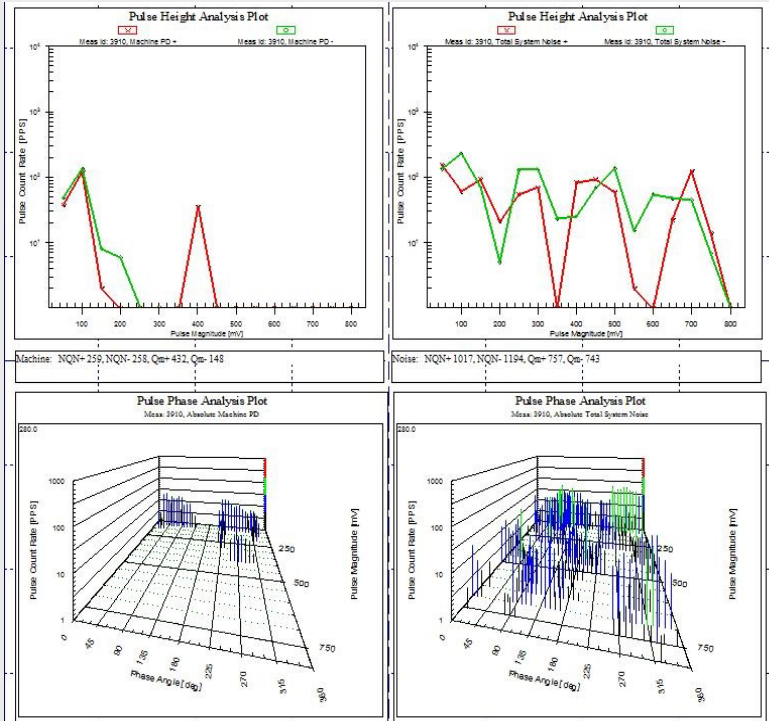 Pulse Height Analysis Plot
Meas Id: 3910, Machine PD +
Meas Id: 3910, Machine PD -
Pulse Count Rate [PPS]
10⁴
10³
10²
10¹
100
200
300
400
500
600
700
800
Pulse Magnitude [mV]
Pulse Height Analysis Plot
Meas Id: 3910, Total System Noise +
Meas Id: 3910, Total System Noise -
Pulse Count Rate [PPS]
10²
10¹
100
200
300
400
500
600
700
800
Pulse Magnitude [mV]
Machine: NQN+ 259, NQN- 258, Qm+ 432, Qm- 148
Noise: NQN+ 1017, NQN- 1194, Qm+ 757, Qm- 743
Pulse Phase Analysis Plot
Meas: 3910, Absolute Machine PD
280.0
Pulse Count Rate [PPS]
1000
100
10
1
0
45
90
135
180
225
270
315
360
Phase Angle [deg]
250
500
750
Pulse Magnitude [mV]
Pulse Phase Analysis Plot
Meas: 3910, Absolute Total System Noise
280.0
Pulse Count Rate [PPS]
1000
100
10
1
0
45
90
135
180
225
270
315
360
Phase Angle [deg]
250
500
750
Pulse Magnitude [mV]